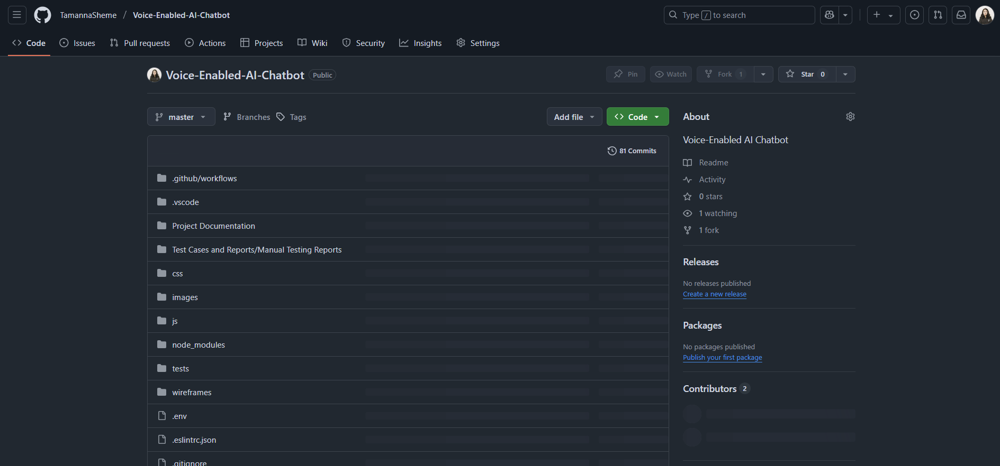 TamannaSheme / Voice-Enabled-AI-Chatbot
Type / to search
Code Issues Pull requests Actions Projects Wiki Security Insights Settings
Voice-Enabled-AI-Chatbot Public
Pin Watch Fork 1 Star 0
master Branches Tags
Add file Code
81 Commits
.github/workflows
.vscode
Project Documentation
Test Cases and Reports/Manual Testing Reports
css
images
js
node_modules
tests
wireframes
.env
.eslintrc.json
.gitignore
About
Voice-Enabled AI Chatbot
Readme
Activity
0 stars
1 watching
1 fork
Releases
No releases published
Create a new release
Packages
No packages published
Publish your first package
Contributors 2